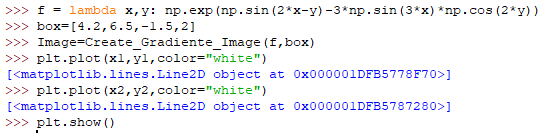 >>> f = lambda x,y: np.exp(np.sin(2*x-y)-3*np.sin(3*x)*np.cos(2*y))
>>> box=[4.2,6.5,-1.5,2]
>>> Image=Create_Gradiente_Image(f,box)
>>> plt.plot(x1,y1,color="white")
[<matplotlib.lines.Line2D object at 0x000001DFB5778F70>]
>>> plt.plot(x2,y2,color="white")
[<matplotlib.lines.Line2D object at 0x000001DFB5787280>]
>>> plt.show()